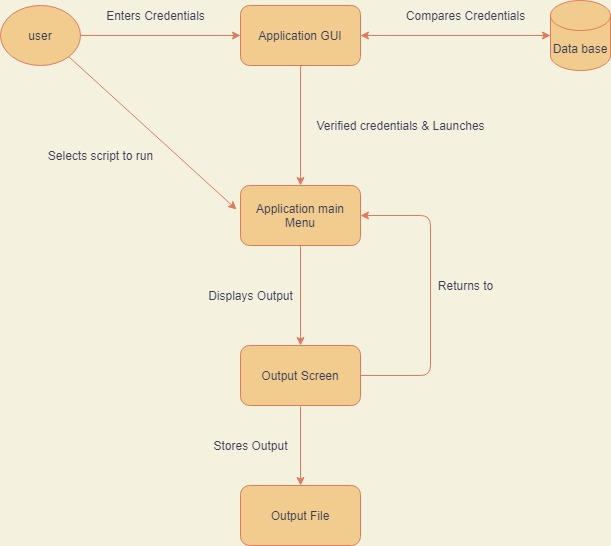 Enters Credentials
Compares Credentials
user
Application GUI
Data base
Verified credentials & Launches
Selects script to run
Application main
Menu
Returns to
Displays Output
Output Screen
Stores Output
Output File